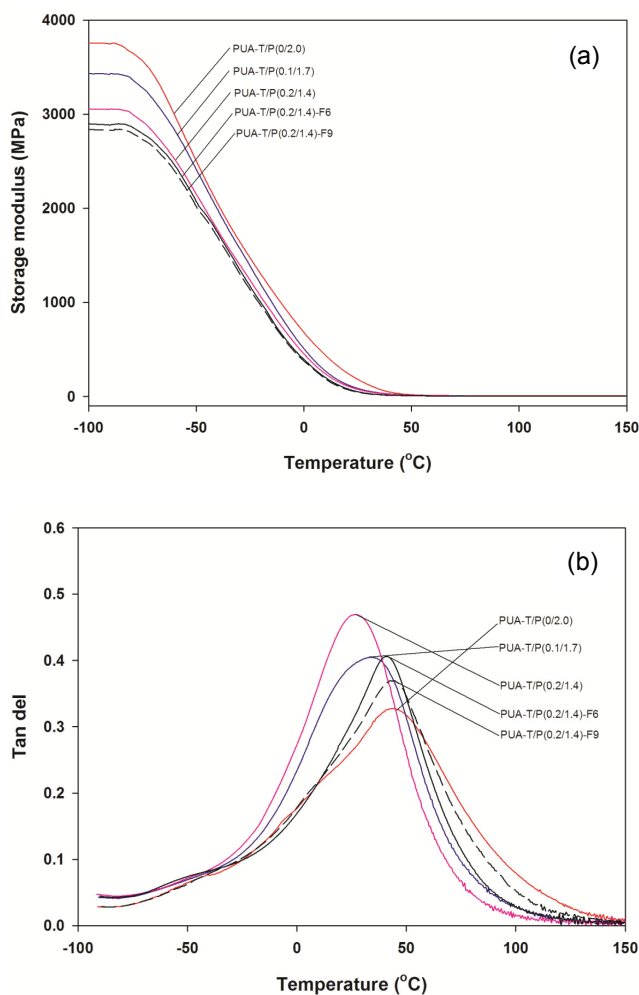 (a)
4000
3000
2000
1000
0
Storage modulus (MPa)
PUA-T/P(0/2.0)
PUA-T/P(0.1/1.7)
PUA-T/P(0.2/1.4)
PUA-T/P(0.2/1.4)-F6
PUA-T/P(0.2/1.4)-F9
-100 -50 0 50 100 150
Temperature (°C)
(b)
0.6
0.5
0.4
0.3
0.2
0.1
0.0
Tan del
PUA-T/P(0/2.0)
PUA-T/P(0.1/1.7)
PUA-T/P(0.2/1.4)
PUA-T/P(0.2/1.4)-F6
PUA-T/P(0.2/1.4)-F9
-100 -50 0 50 100 150
Temperature (°C)